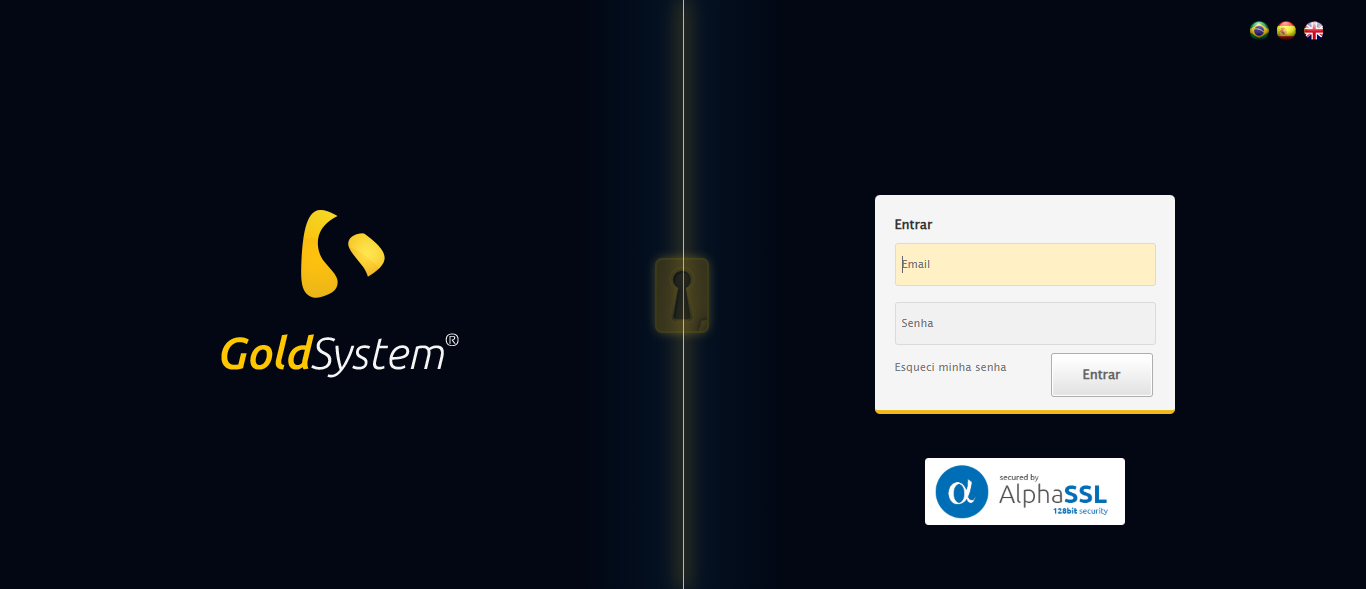 GoldSystem®
Entrar
Email
Senha
Esqueci minha senha
Entrar
α
secured by
AlphaSSL
128bit security